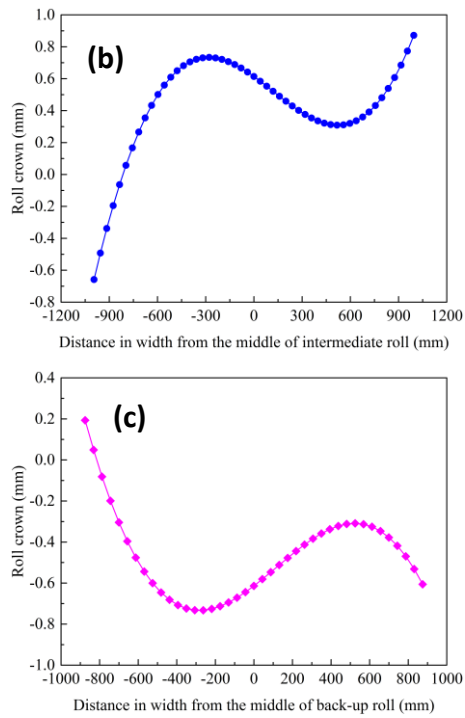 (b)
Roll crown (mm)
1.0
0.8
0.6
0.4
0.2
0.0
-0.2
-0.4
-0.6
-0.8
-1200 -900 -600 -300 0 300 600 900 1200
Distance in width from the middle of intermediate roll (mm)
(c)
Roll crown (mm)
0.4
0.2
0.0
-0.2
-0.4
-0.6
-0.8
-1.0
-1000 -800 -600 -400 -200 0 200 400 600 800 1000
Distance in width from the middle of back-up roll (mm)